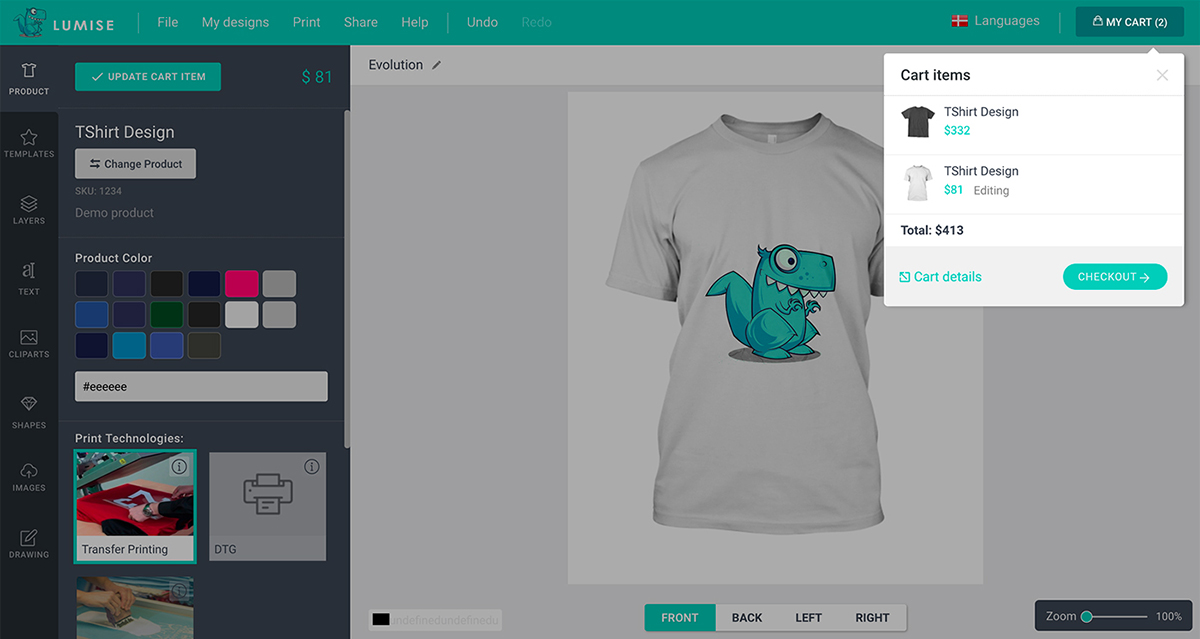 LUMISE
File
My designs
Print
Share
Help
Undo
Redo
Languages
MY CART (2)
PRODUCT
TEMPLATES
LAYERS
TEXT
CLIPARTS
SHAPES
IMAGES
DRAWING
UPDATE CART ITEM
$ 81
TShirt Design
Change Product
SKU: 1234
Demo product
Product Color
#eeeeee
Print Technologies:
Transfer Printing
DTG
Evolution
Cart items
TShirt Design
$332
TShirt Design
$81 Editing
Total: $413
Cart details
CHECKOUT
undefinedundefinedu
FRONT
BACK
LEFT
RIGHT
Zoom
100%